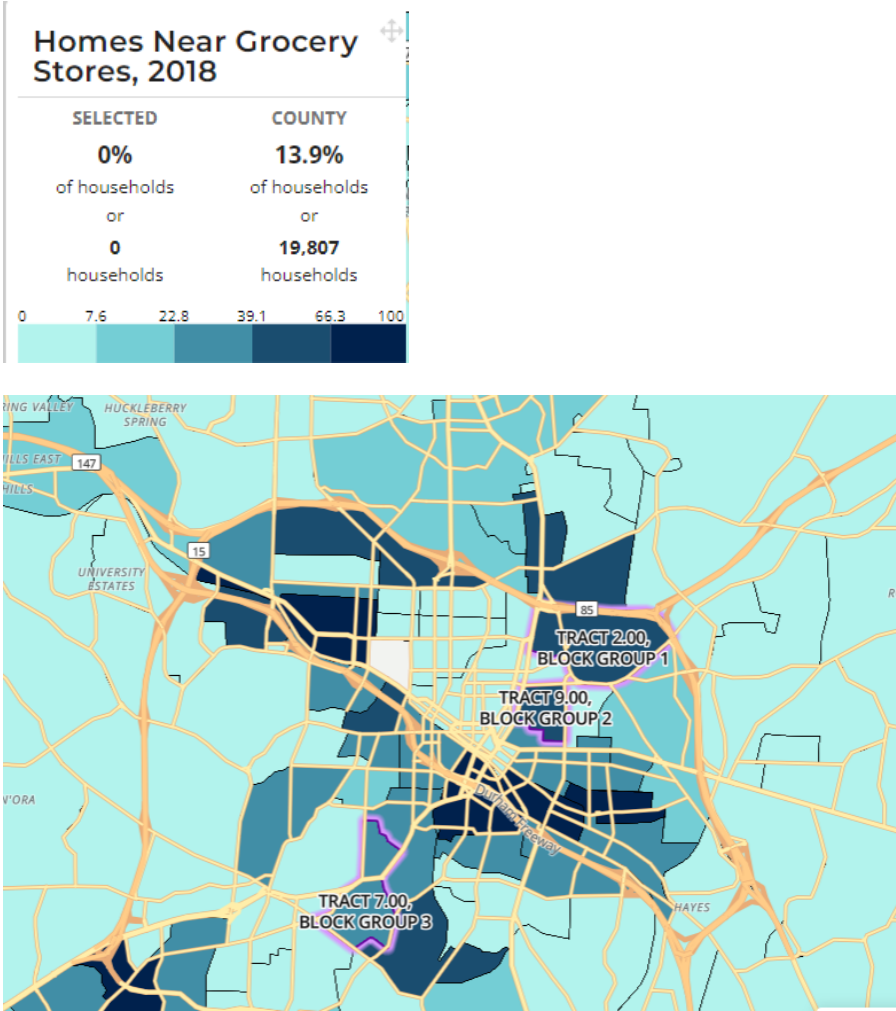 Homes Near Grocery
Stores, 2018
SELECTED COUNTY
0% 13.9%
of households of households
or or
0 19,807
households households
0 7.6 22.8 39.1 66.3 100
HUCKLEBERRY
SPRING
RING VALLEY
ILLS EAST
HILLS
147
15
UNIVERSITY
ESTATES
85
R
TRACT 2.00,
BLOCK GROUP 1
TRACT 9.00,
BLOCK GROUP 2
N'ORA
Durham Freeway
TRACT 7.00,
BLOCK GROUP 3
HAYES